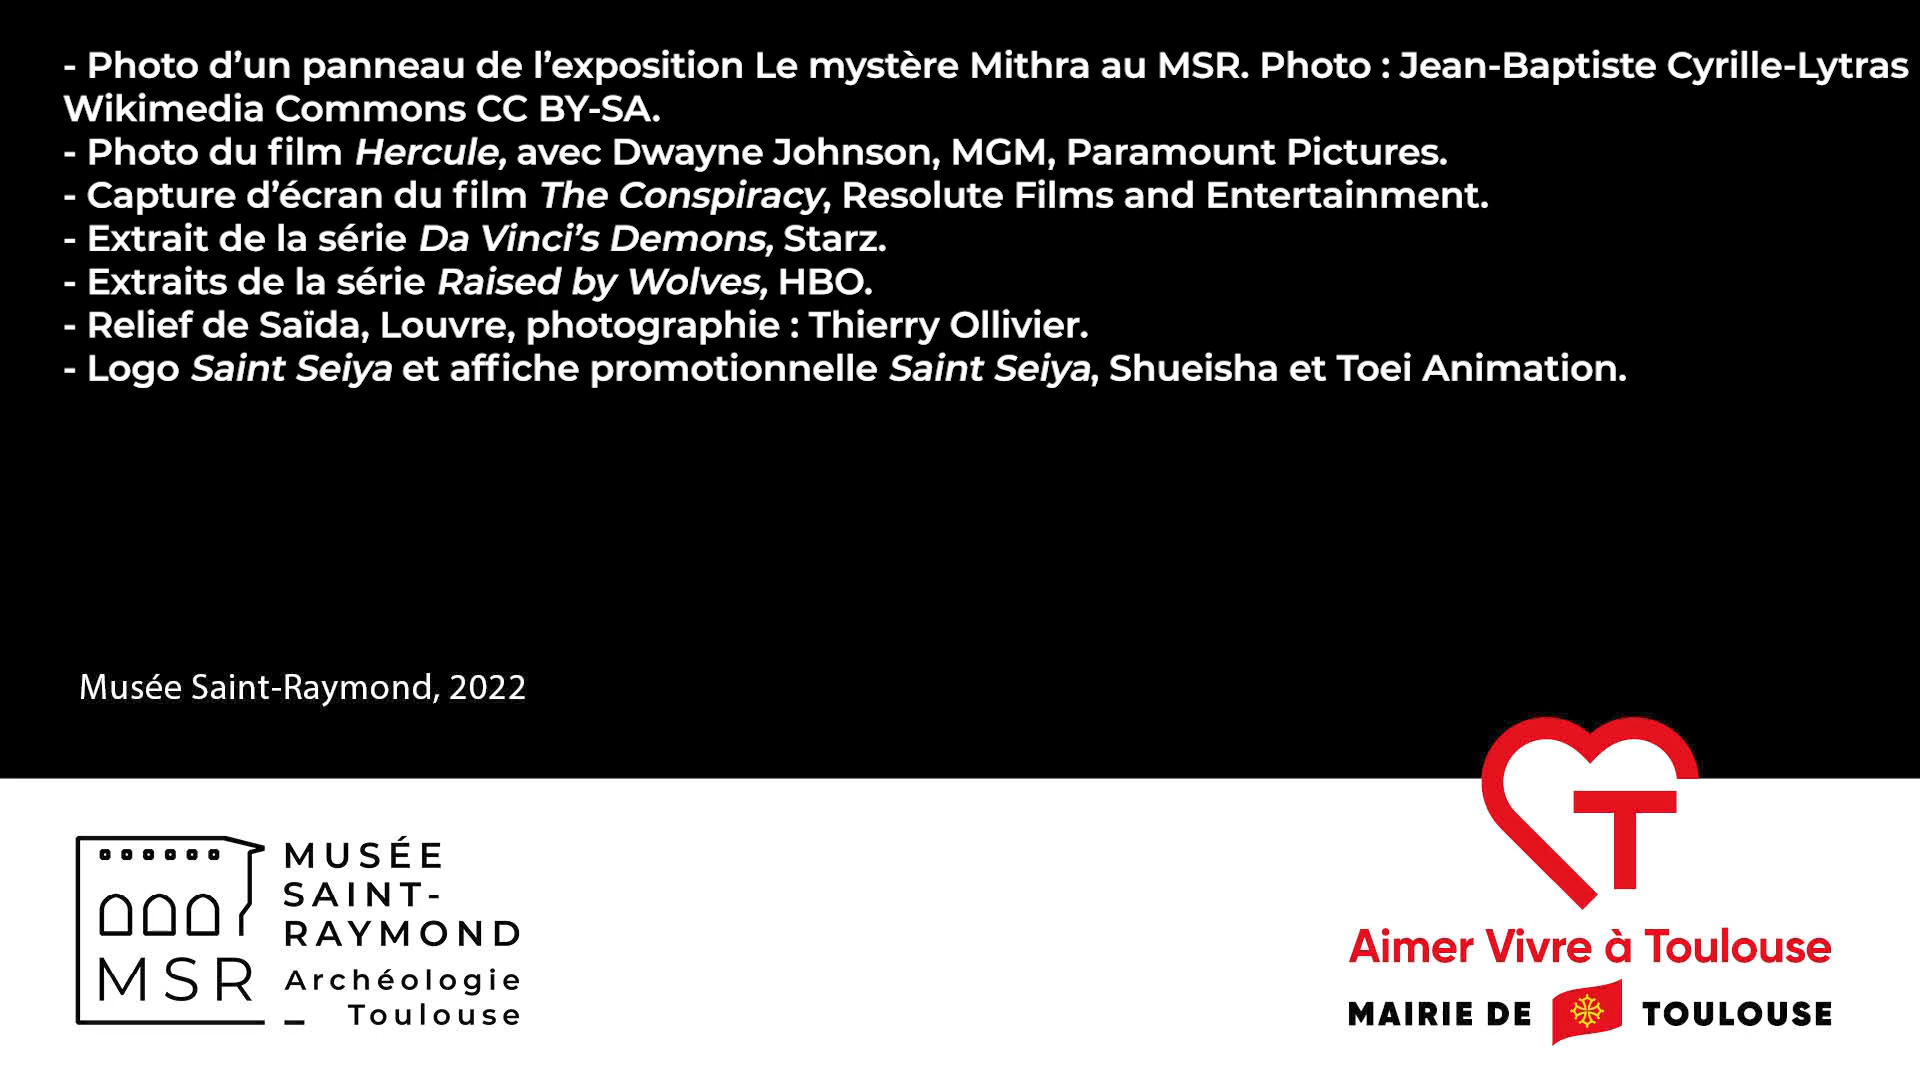 - Photo d’un panneau de l’exposition Le mystère Mithra au MSR. Photo : Jean-Baptiste Cyrille-Lytras
Wikimedia Commons CC BY-SA.
- Photo du film Hercule, avec Dwayne Johnson, MGM, Paramount Pictures.
- Capture d’écran du film The Conspiracy, Resolute Films and Entertainment.
- Extrait de la série Da Vinci’s Demons, Starz.
- Extraits de la série Raised by Wolves, HBO.
- Relief de Saïda, Louvre, photographie : Thierry Ollivier.
- Logo Saint Seiya et affiche promotionnelle Saint Seiya, Shueisha et Toei Animation.
Musée Saint-Raymond, 2022
MSR
MUSÉE
SAINT-
RAYMOND
Archéologie
Toulouse
T
Aimer Vivre à Toulouse
MAIRIE DE TOULOUSE